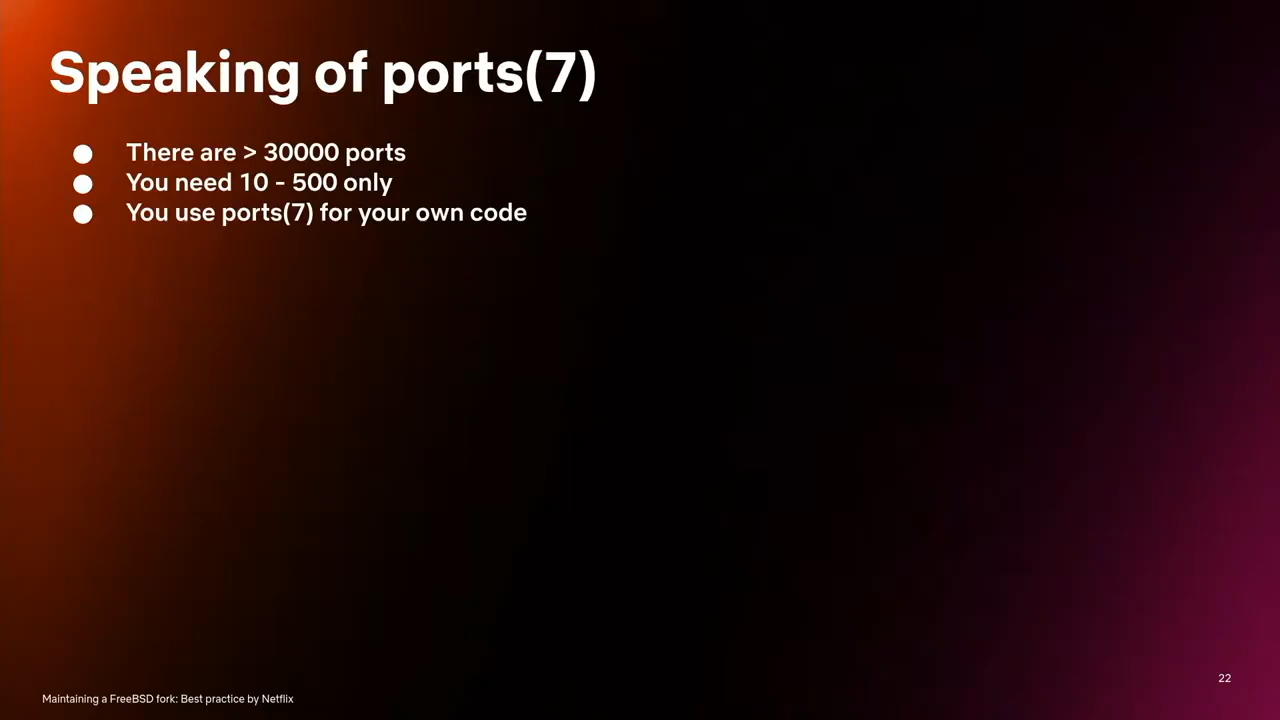 Speaking of ports(7)
● There are > 30000 ports
● You need 10 - 500 only
● You use ports(7) for your own code
22
Maintaining a FreeBSD fork: Best practice by Netflix